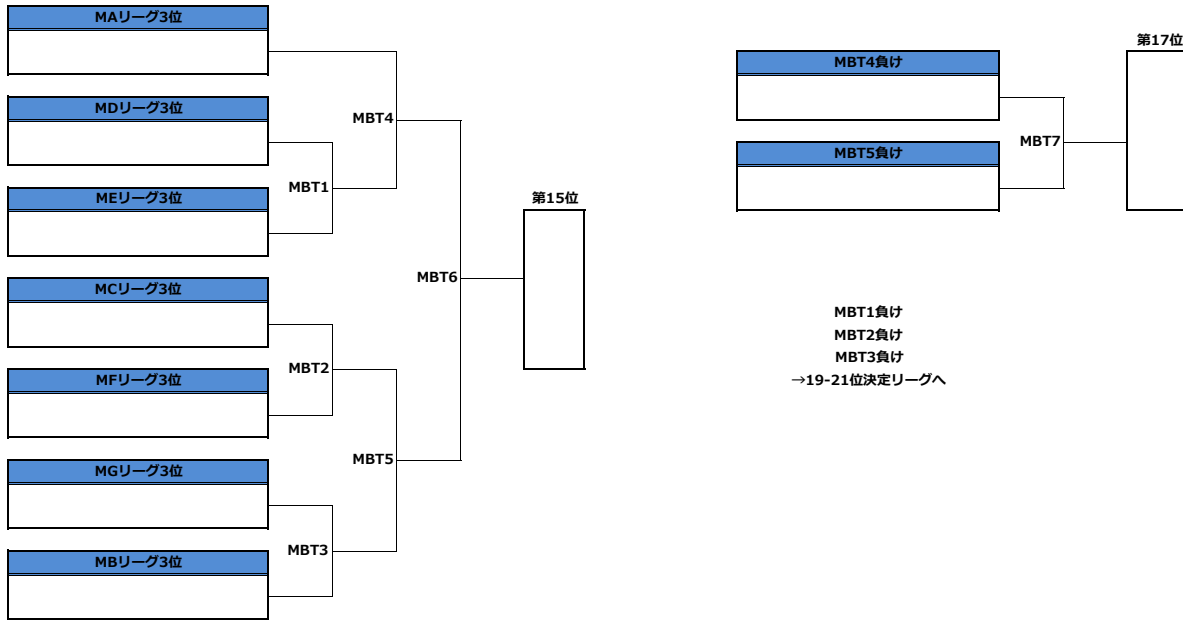 MAリーグ3位
MDリーグ3位
MBT4
MBT1
MEリーグ3位
第15位
MBT6
MCリーグ3位
MBT2
MFリーグ3位
MBT5
MGリーグ3位
MBT3
MBリーグ3位
第17位
MBT4負け
MBT7
MBT5負け
MBT1負け
MBT2負け
MBT3負け
→19-21位決定リーグへ